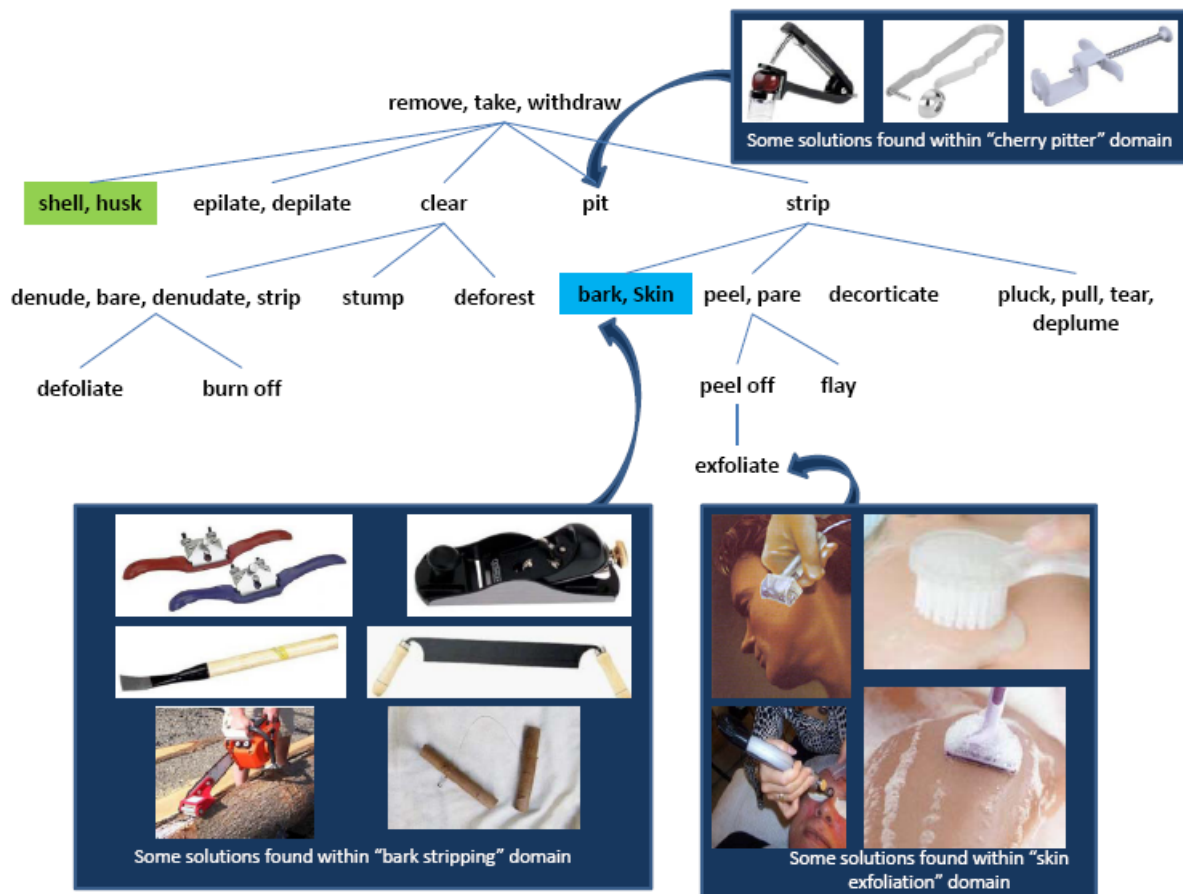 remove, take, withdraw
Some solutions found within “cherry pitter” domain
shell, husk
epilate, depilate
clear
pit
strip
denude, bare, denudate, strip
stump
deforest
bark, Skin
peel, pare
decorticate
pluck, pull, tear,
deplume
defoliate
burn off
peel off
flay
exfoliate
Some solutions found within “bark stripping” domain
Some solutions found within “skin
exfoliation” domain